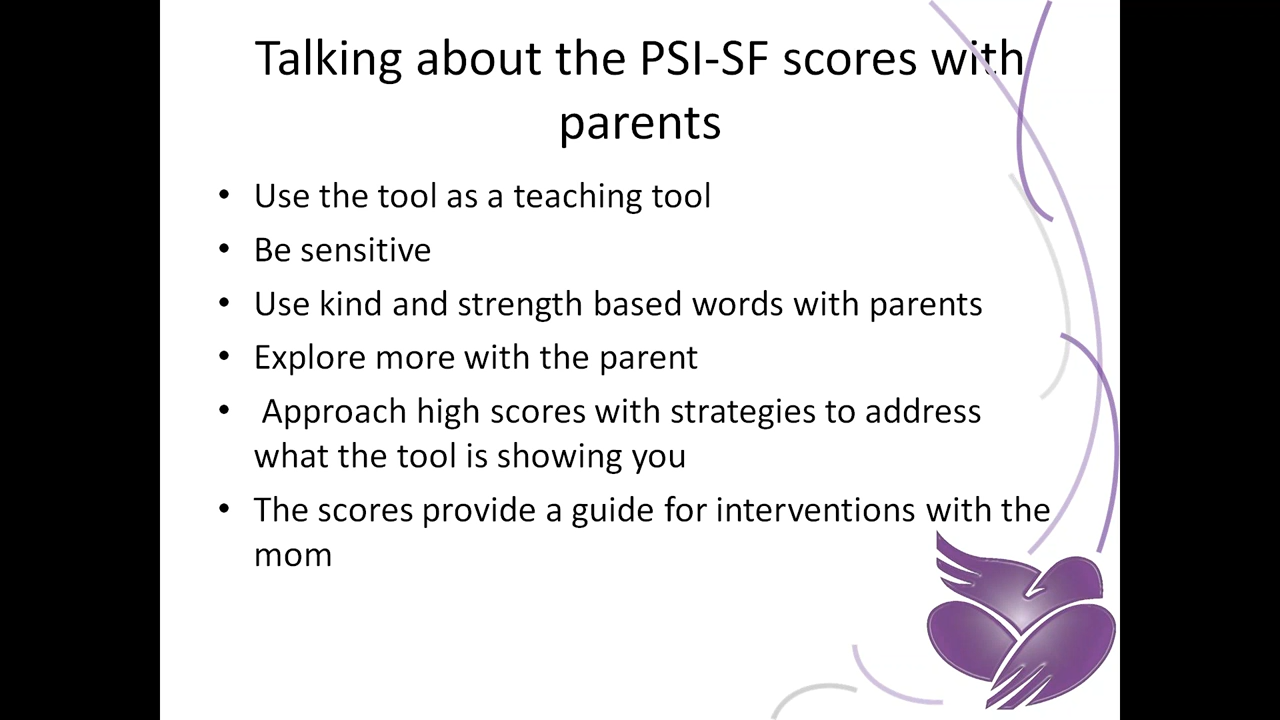 Talking about the PSI-SF scores with
parents
• Use the tool as a teaching tool
• Be sensitive
• Use kind and strength based words with parents
• Explore more with the parent
• Approach high scores with strategies to address
what the tool is showing you
• The scores provide a guide for interventions with the
mom